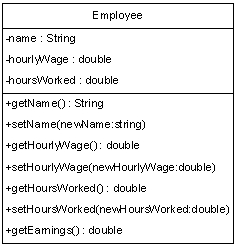 Employee
-name : String
-hourlyWage : double
-hoursWorked : double
+getName() : String
+setName(newName:string)
+getHourlyWage() : double
+setHourlyWage(newHourlyWage:double)
+getHoursWorked() : double
+setHoursWorked(newHoursWorked:double)
+getEarnings() : double